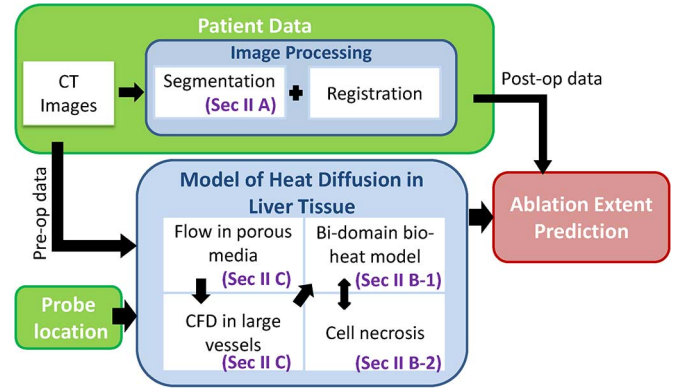 Patient Data
Image Processing
CT
Images
Segmentation
(Sec II A)
Registration
Post-op data
Pre-op data
Model of Heat Diffusion in
Liver Tissue
Flow in porous
media
(Sec II C)
Bi-domain bio-
heat model
(Sec II B-1)
Ablation Extent
Prediction
Probe
location
CFD in large
vessels
(Sec II C)
Cell necrosis
(Sec II B-2)